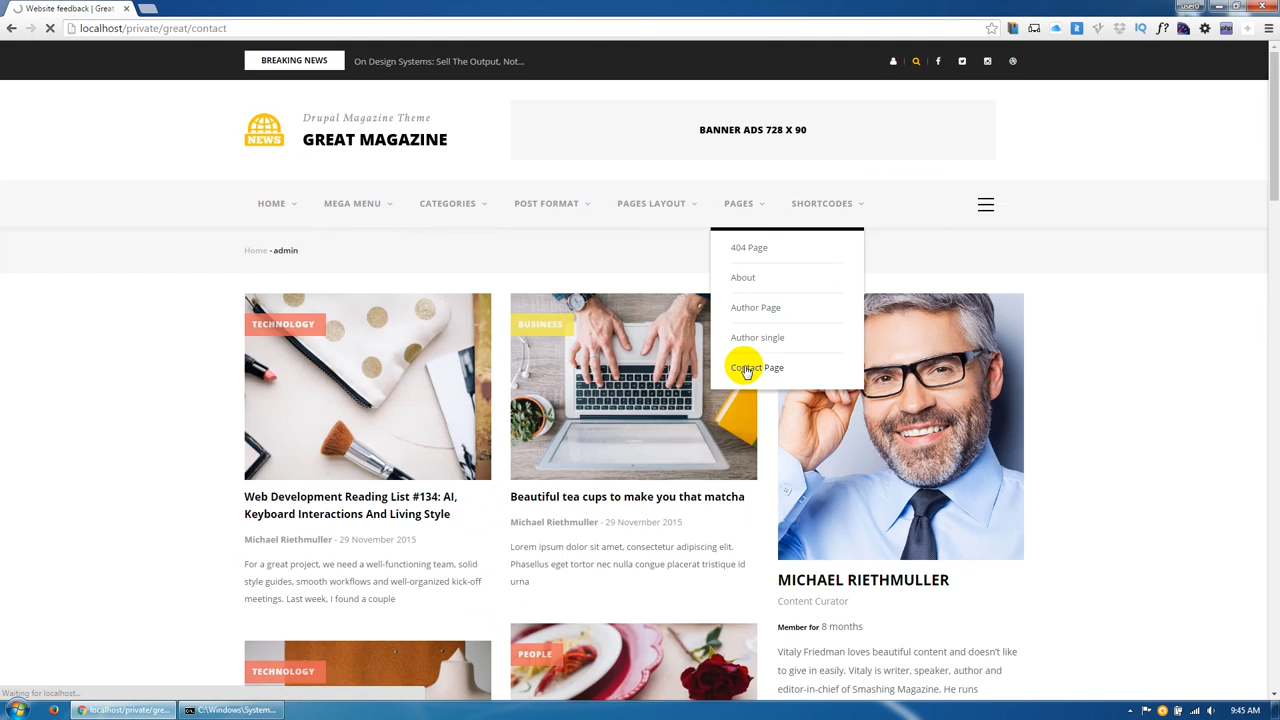 Website feedback | Great
user0
localhost/private/great/contact
BREAKING NEWS
On Design Systems: Sell The Output, Not...
Drupal Magazine Theme
NEWS
GREAT MAGAZINE
BANNER ADS 728 X 90
HOME
MEGA MENU
CATEGORIES
POST FORMAT
PAGES LAYOUT
PAGES
SHORTCODES
404 Page
About
Author Page
Author single
Contact Page
Home - admin
TECHNOLOGY
BUSINESS
Web Development Reading List #134: AI,
Keyboard Interactions And Living Style
Michael Riethmuller - 29 November 2015
For a great project, we need a well-functioning team, solid
style guides, smooth workflows and well-organized kick-off
meetings. Last week, I found a couple
Beautiful tea cups to make you that matcha
Michael Riethmuller - 29 November 2015
Lorem ipsum dolor sit amet, consectetur adipiscing elit.
Phasellus eget tortor nec nulla congue placerat tristique id
urna
MICHAEL RIETHMULLER
Content Curator
Member for 8 months
Vitaly Friedman loves beautiful content and doesn't like
to give in easily. Vitaly is writer, speaker, author and
editor-in-chief of Smashing Magazine. He runs
TECHNOLOGY
PEOPLE
Waiting for localhost...
localhost/private/gre...
C:\Windows\System...
9:45 AM